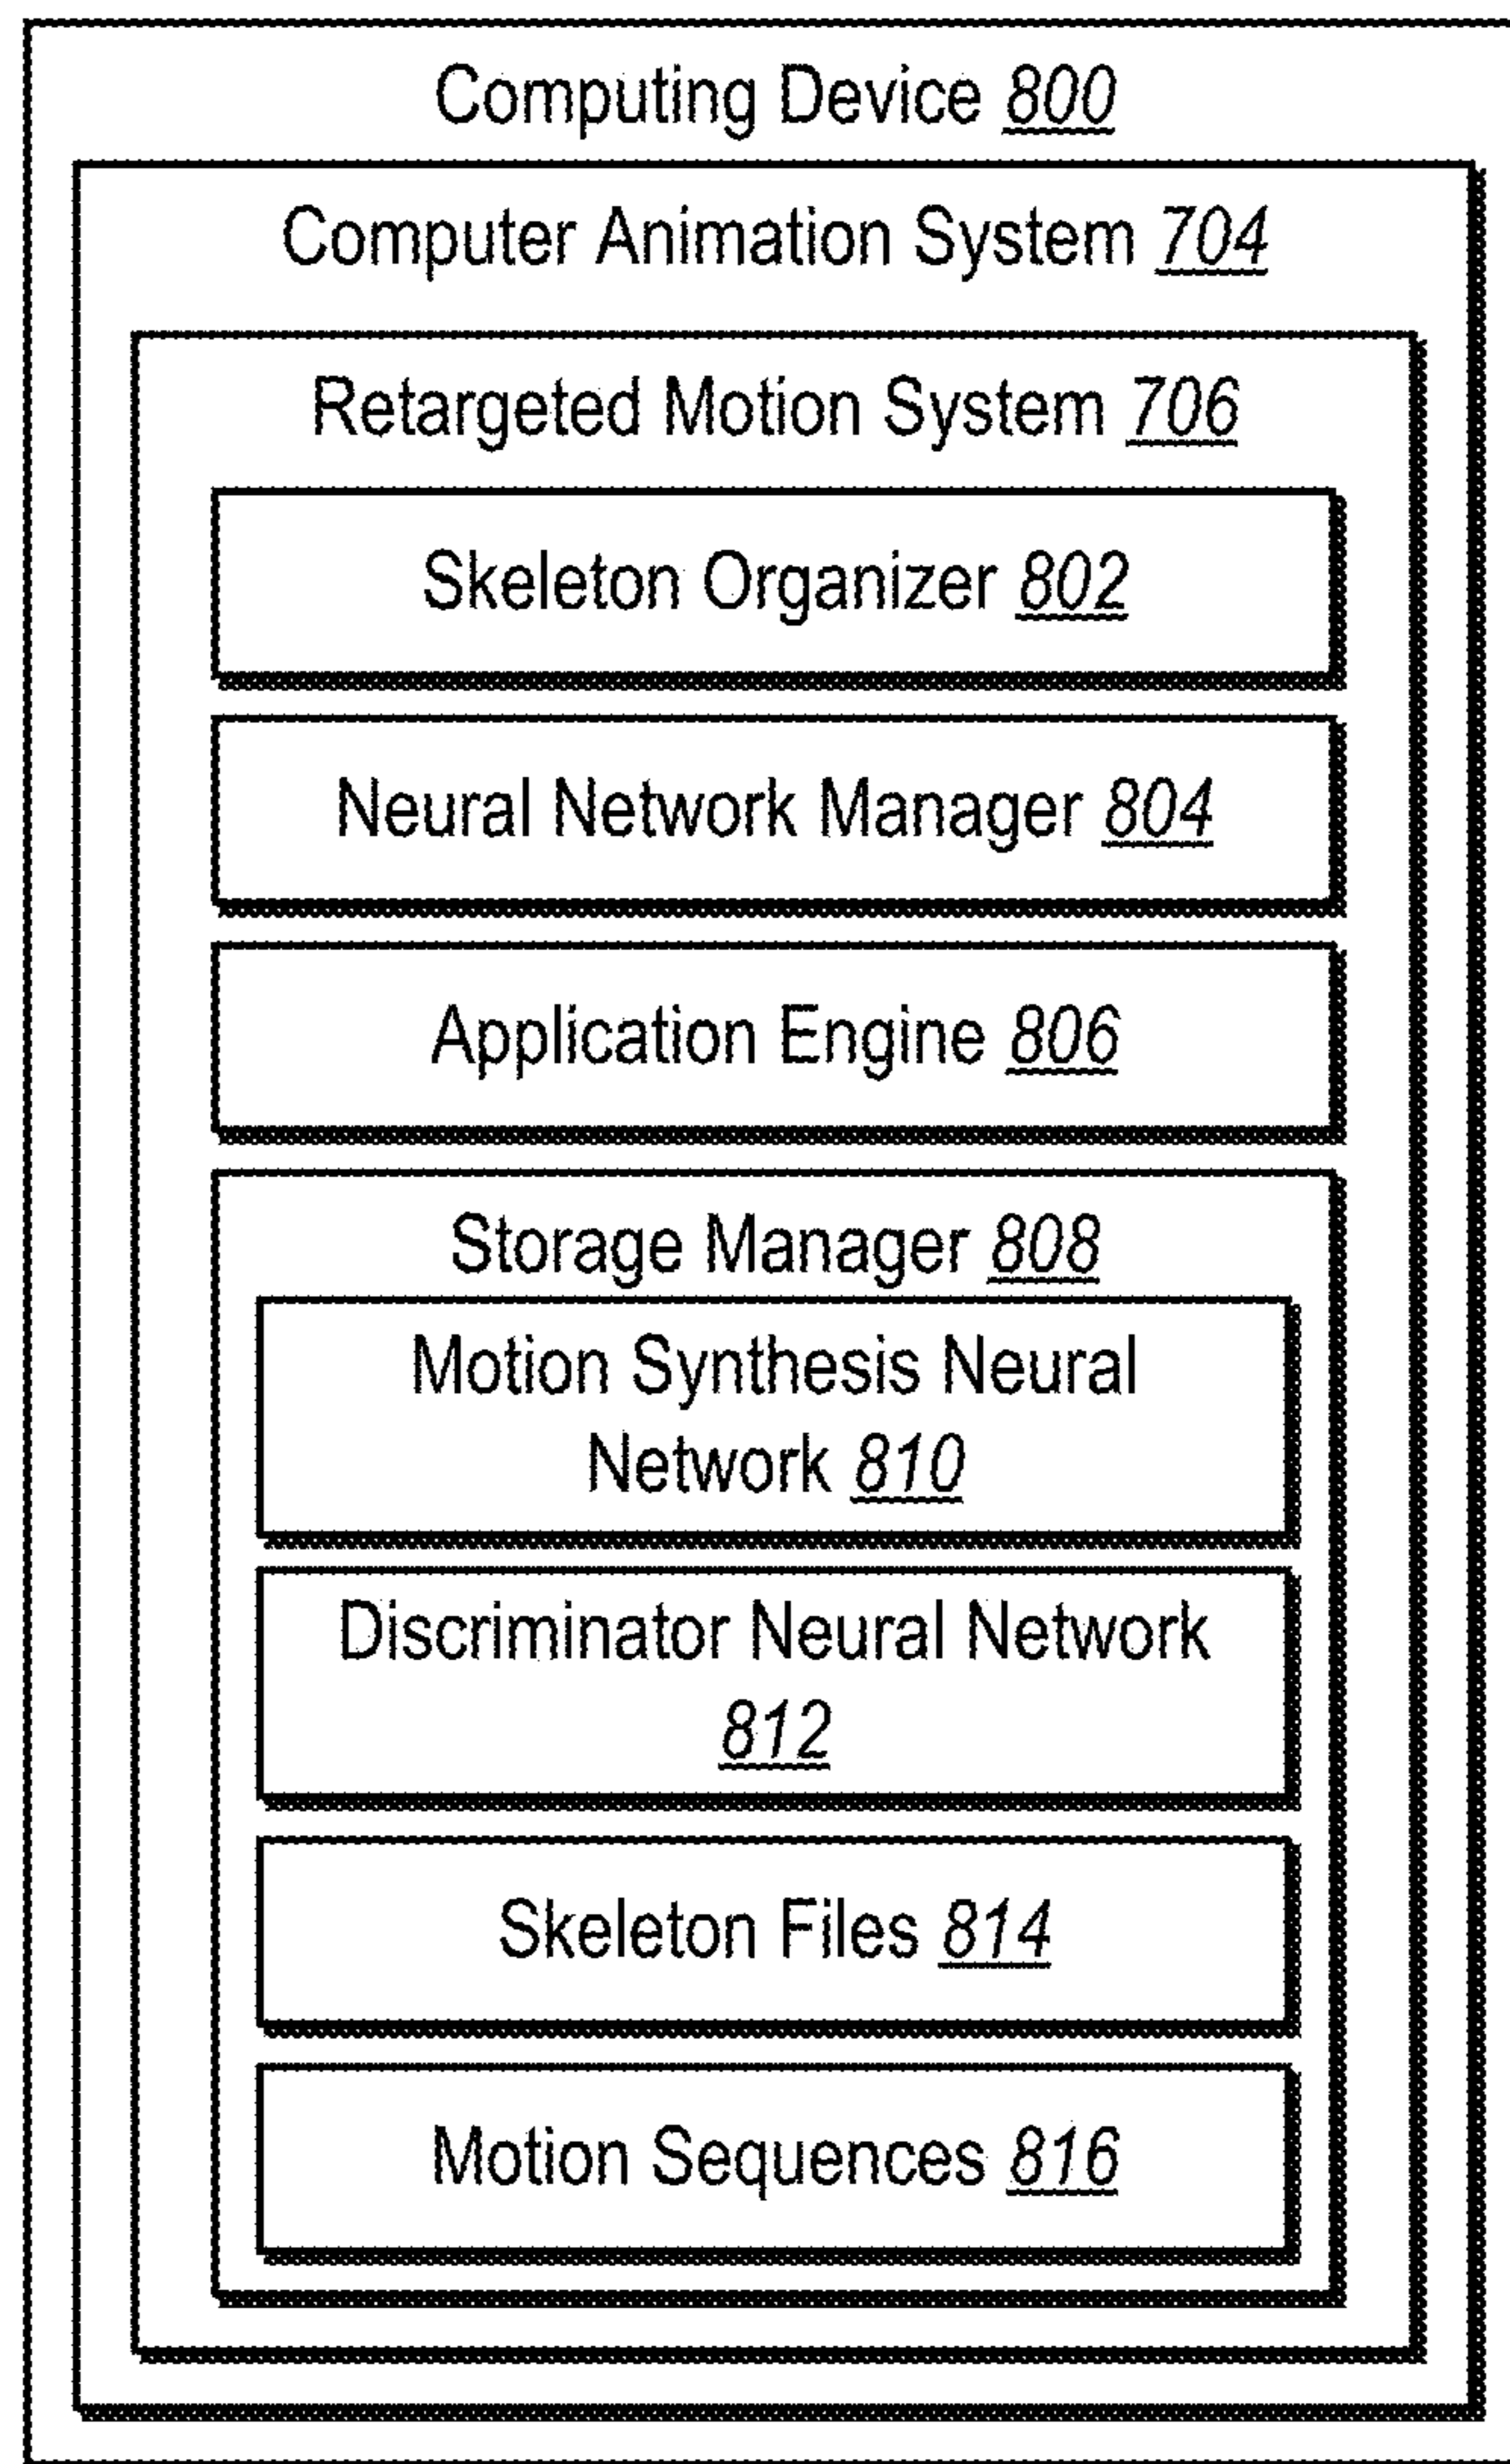 Computing Device 800
Computer Animation System 704
Retargeted Motion System 706
Skeleton Organizer 802
Neural Network Manager 804
Application Engine 806
Storage Manager 808
Motion Synthesis Neural
Network 810
Discriminator Neural Network
812
Skeleton Files 814
Motion Sequences 816